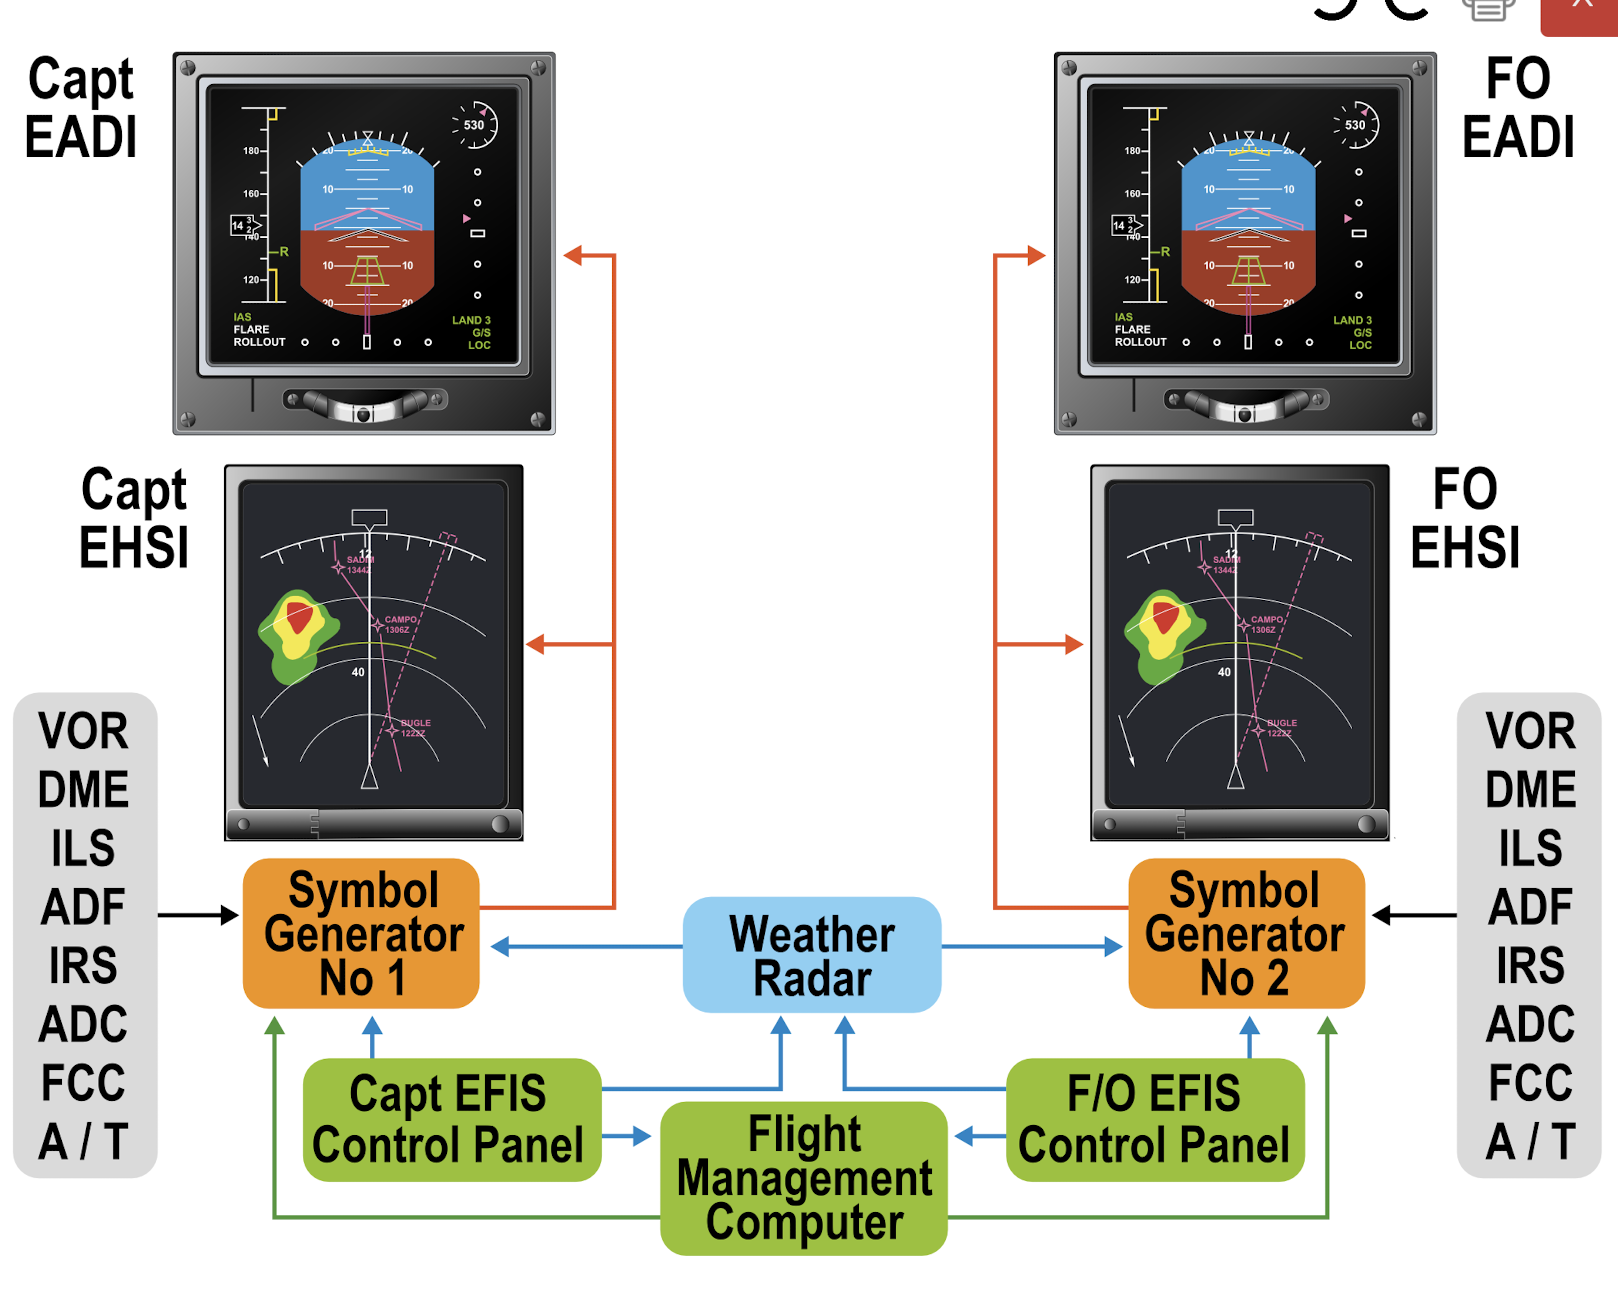 X
Capt
EADI
180
160
14 3
2
140
120
R
20
20
10
10
10
10
20
20
530
IAS
FLARE
ROLLOUT
LAND 3
G/S
LOC
FO
EADI
180
160
14 3
2
140
120
R
20
20
10
10
10
10
20
20
530
IAS
FLARE
ROLLOUT
LAND 3
G/S
LOC
Capt
EHSI
12
SADIM
1344Z
CAMPO
1306Z
40
BUGLE
1222Z
FO
EHSI
12
SADIM
1344Z
CAMPO
1306Z
40
BUGLE
1222Z
VOR
DME
ILS
ADF
IRS
ADC
FCC
A / T
Symbol
Generator
No 1
Weather
Radar
Symbol
Generator
No 2
VOR
DME
ILS
ADF
IRS
ADC
FCC
A / T
Capt EFIS
Control Panel
Flight
Management
Computer
F/O EFIS
Control Panel